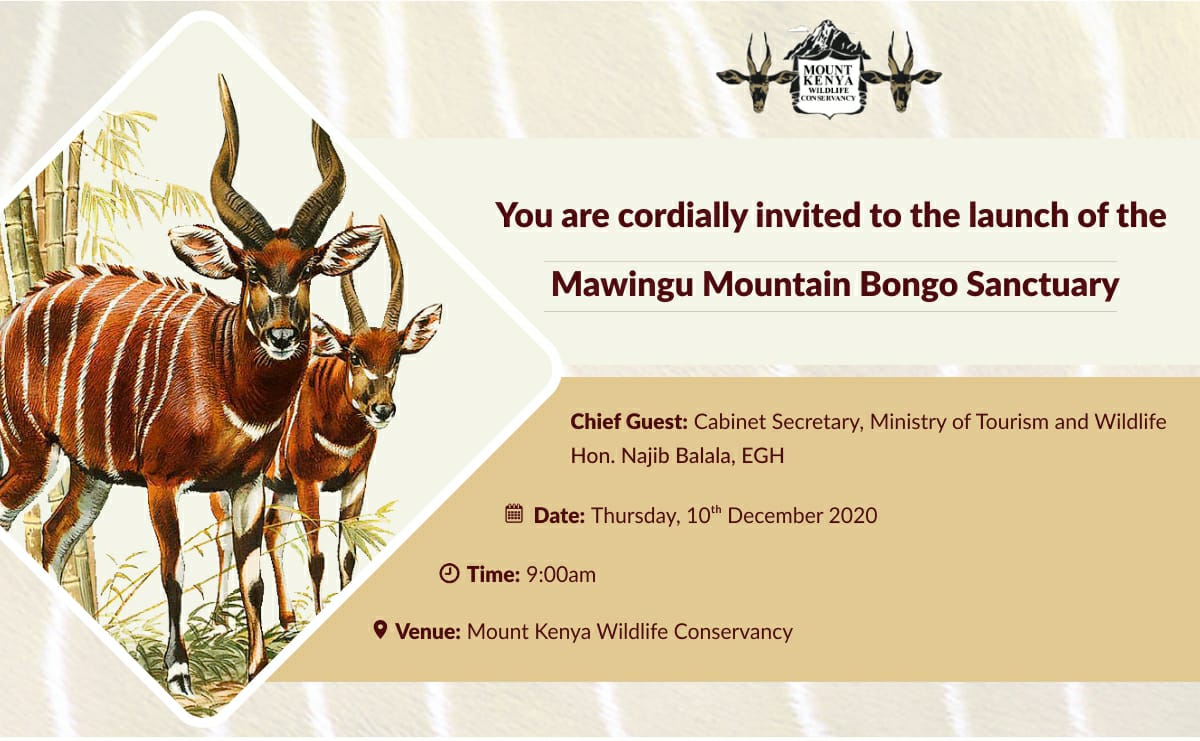 MOUNT
KENYA
WILDLIFE
CONSERVANCY
You are cordially invited to the launch of the
Mawingu Mountain Bongo Sanctuary
Chief Guest: Cabinet Secretary, Ministry of Tourism and Wildlife
Hon. Najib Balala, EGH
Date: Thursday, 10th December 2020
Time: 9:00am
Venue: Mount Kenya Wildlife Conservancy